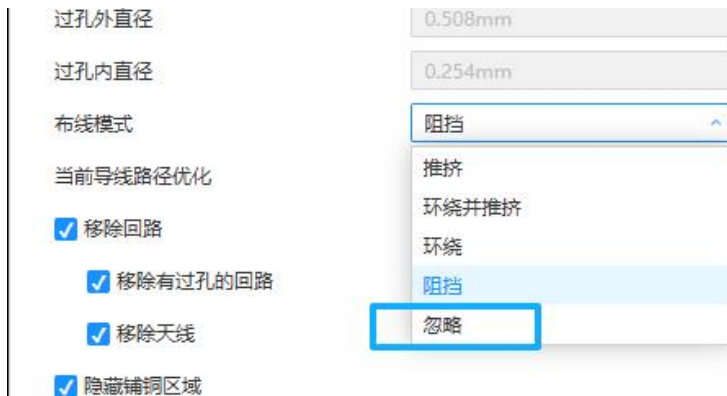 过孔外直径 0.508mm
过孔内直径 0.254mm
布线模式 阻挡
当前导线路径优化 推挤
环绕并推挤
移除回路 环绕
移除有过孔的回路 阻挡
移除天线 忽略
隐藏铺铜区域